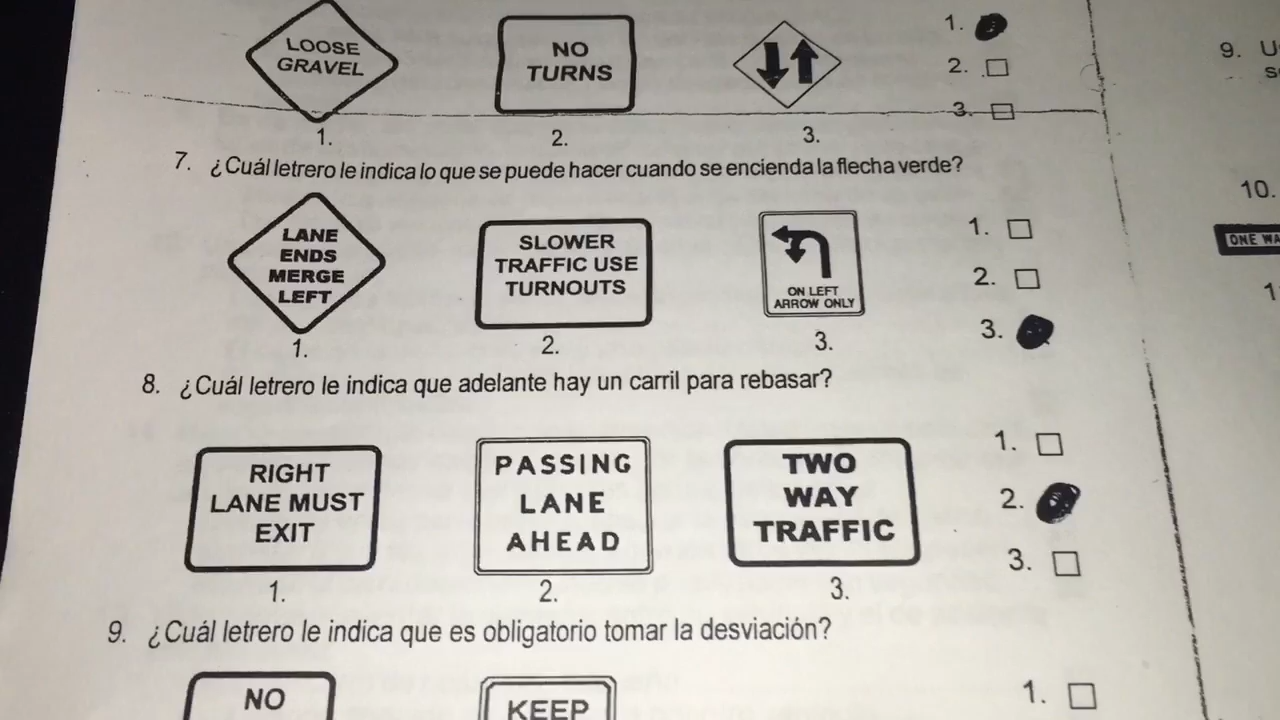 LOOSE
GRAVEL
NO
TURNS
1.
2.
3.
1.
2.
3.
7. ¿Cuál letrero le indica lo que se puede hacer cuando se encienda la flecha verde?
LANE
ENDS
MERGE
LEFT
SLOWER
TRAFFIC USE
TURNOUTS
ON LEFT
ARROW ONLY
1.
2.
3.
1.
2.
3.
8. ¿Cuál letrero le indica que adelante hay un carril para rebasar?
RIGHT
LANE MUST
EXIT
PASSING
LANE
AHEAD
TWO
WAY
TRAFFIC
1.
2.
3.
1.
2.
3.
9. ¿Cuál letrero le indica que es obligatorio tomar la desviación?
NO
KEEP
1.
9.
10.
ONE